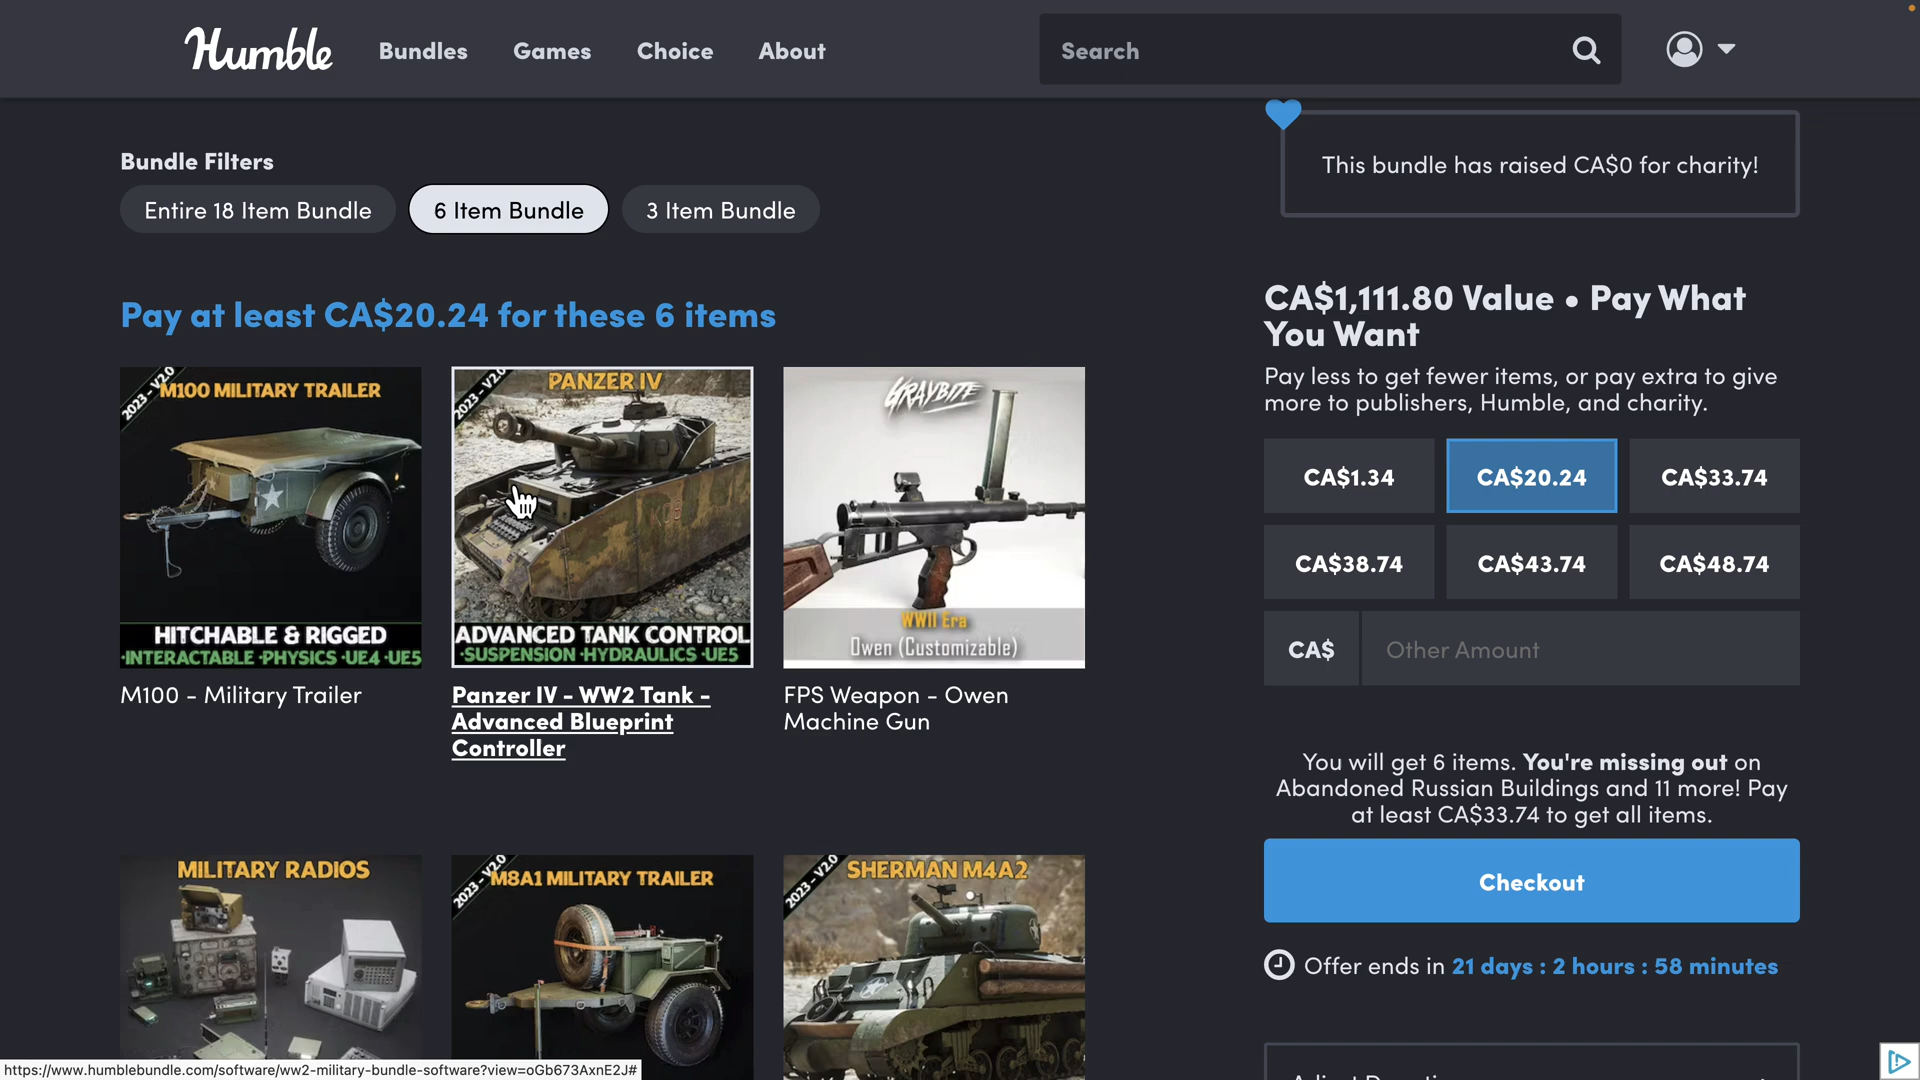 Humble
Bundles
Games
Choice
About
Search
Bundle Filters
Entire 18 Item Bundle
6 Item Bundle
3 Item Bundle
Pay at least CA$20.24 for these 6 items
2023 - V2.0
M100 MILITARY TRAILER
HITCHABLE & RIGGED
·INTERACTABLE ·PHYSICS ·UE4 ·UE5
M100 - Military Trailer
2023 - V2.0
PANZER IV
ADVANCED TANK CONTROL
·SUSPENSION ·HYDRAULICS ·UE5
Panzer IV - WW2 Tank -
Advanced Blueprint
Controller
GRAYBITE
WWII Era
Owen (Customizable)
FPS Weapon - Owen
Machine Gun
MILITARY RADIOS
2023 - V2.0
M8A1 MILITARY TRAILER
2023 - V2.0
SHERMAN M4A2
This bundle has raised CA$0 for charity!
CA$1,111.80 Value • Pay What
You Want
Pay less to get fewer items, or pay extra to give
more to publishers, Humble, and charity.
CA$1.34
CA$20.24
CA$33.74
CA$38.74
CA$43.74
CA$48.74
CA$
Other Amount
You will get 6 items. You're missing out on
Abandoned Russian Buildings and 11 more! Pay
at least CA$33.74 to get all items.
Checkout
Offer ends in 21 days : 2 hours : 58 minutes
https://www.humblebundle.com/software/ww2-military-bundle-software?view=oGb673AxnE2J#